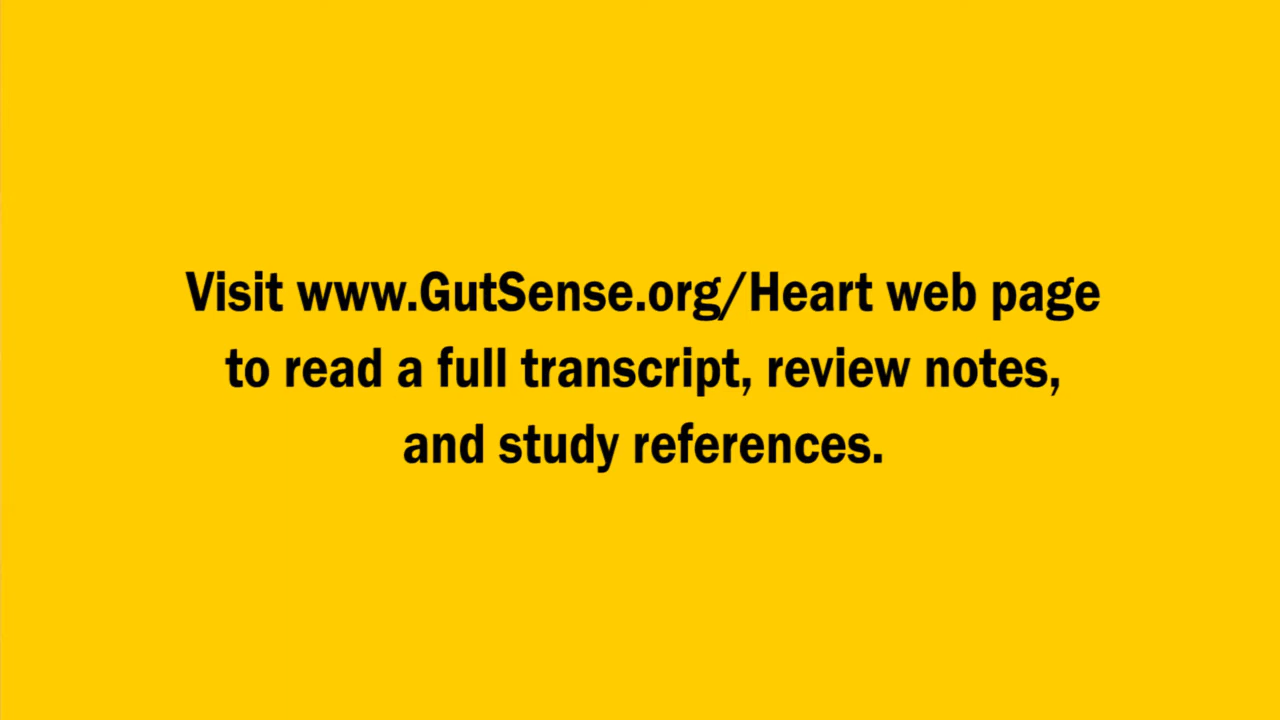 Visit www.GutSense.org/Heart web page
to read a full transcript, review notes,
and study references.